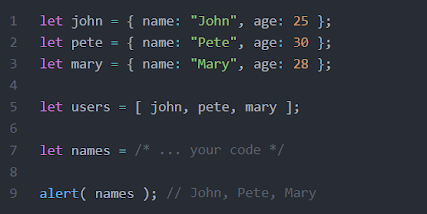 1 let john = { name: "John", age: 25 };
2 let pete = { name: "Pete", age: 30 };
3 let mary = { name: "Mary", age: 28 };
4
5 let users = [ john, pete, mary ];
6
7 let names = /* ... your code */
8
9 alert( names ); // John, Pete, Mary